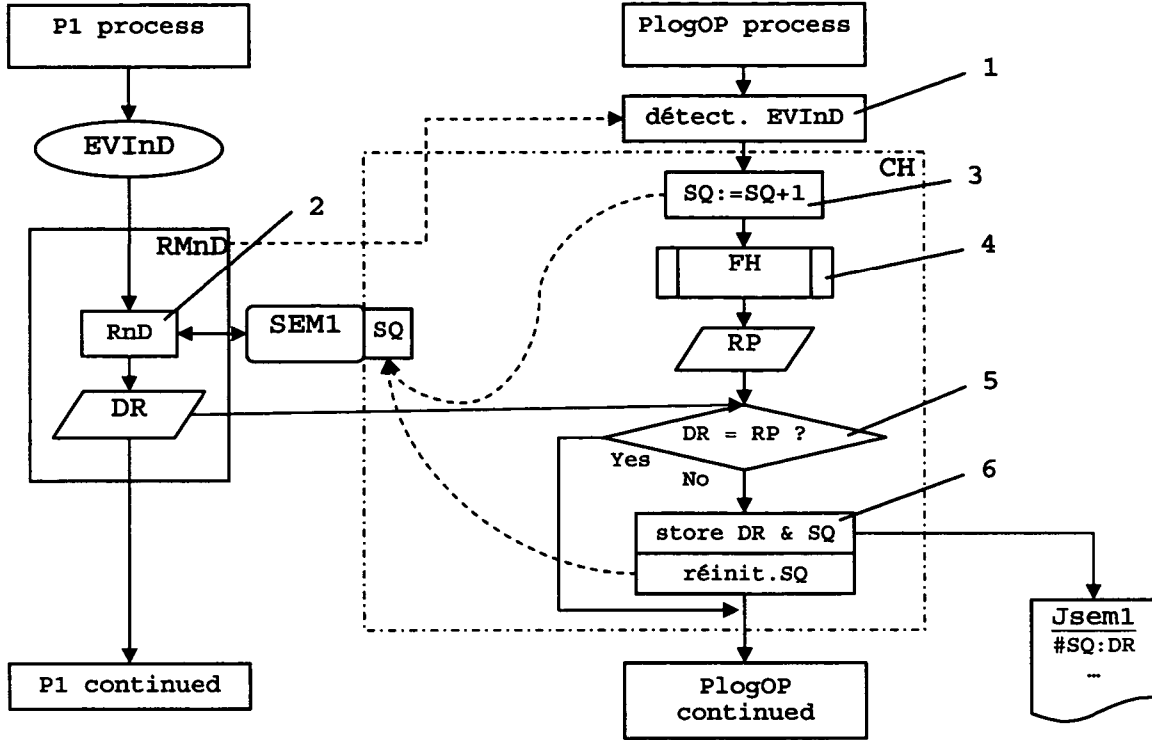 P1 process
PlogOP process
1
détect. EVInD
EVInD
CH
3
SQ:=SQ+1
2
RMnD
4
FH
RnD
SEM1
SQ
RP
DR
5
DR = RP ?
Yes
No
6
store DR & SQ
réinit.SQ
Jsem1
#SQ:DR
…
P1 continued
PlogOP
continued